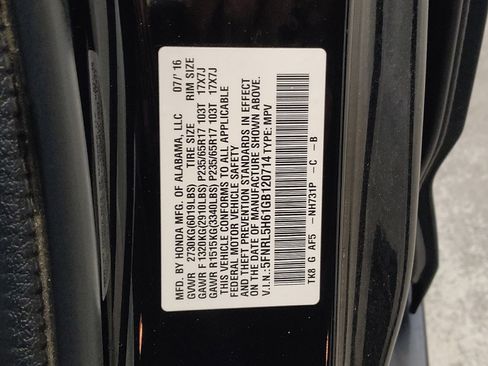 MFD. BY HONDA MFG. OF ALABAMA, LLC 07/'16
GVWR 2730KG(6019LBS) TIRE SIZE RIM SIZE
GAWR F 1320KG(2910LBS) P235/65R17 103T 17X7J
GAWR R1515KG(3340LBS) P235/65R17 103T 17X7J
THIS VEHICLE CONFORMS TO ALL APPLICABLE
FEDERAL MOTOR VEHICLE SAFETY
AND THEFT PREVENTION STANDARDS IN EFFECT
ON THE DATE OF MANUFACTURE SHOWN ABOVE.
V.I.N.:5FNRL5H61GB120714 TYPE: MPV
TK8 G AF5 -NH731P -C -B